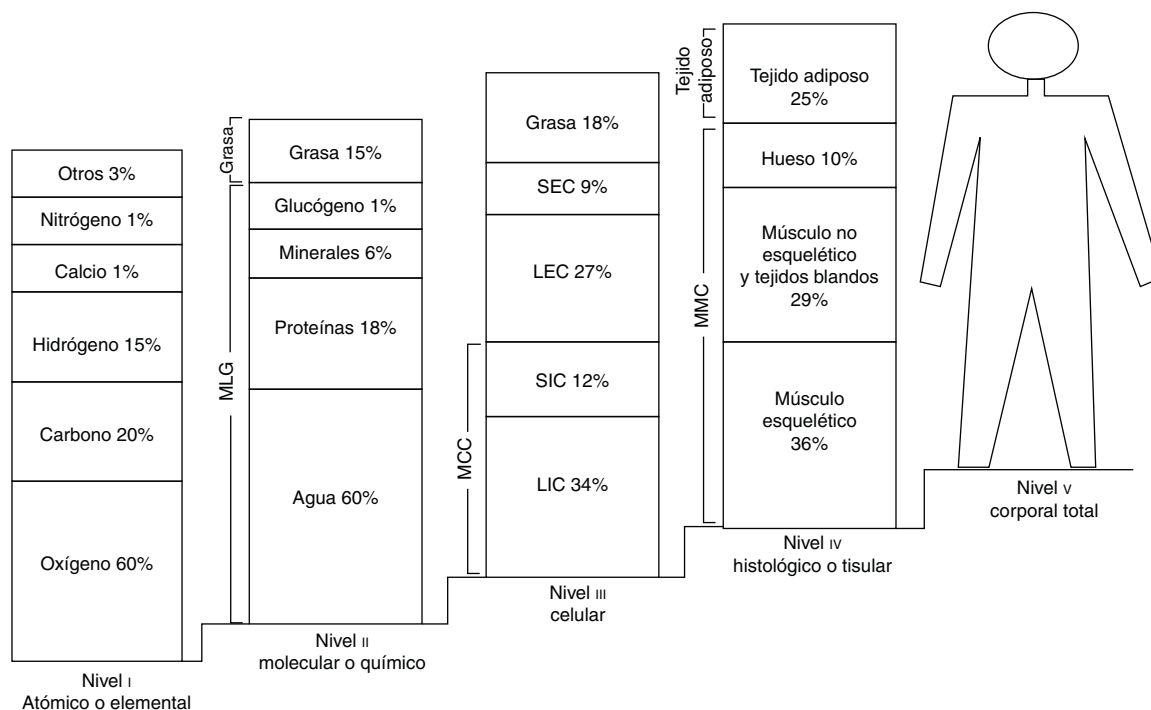 Otros 3%
Nitrógeno 1%
Calcio 1%
Hidrógeno 15%
Carbono 20%
Oxígeno 60%
Nivel I
Atómico o elemental
Grasa
MLG
Grasa 15%
Glucógeno 1%
Minerales 6%
Proteínas 18%
Agua 60%
Nivel II
molecular o químico
MCC
Grasa 18%
SEC 9%
LEC 27%
SIC 12%
LIC 34%
Nivel III
celular
Tejido
adiposo
MMC
Tejido adiposo
25%
Hueso 10%
Músculo no
esquelético
y tejidos blandos
29%
Músculo
esquelético
36%
Nivel IV
histológico o tisular
Nivel V
corporal total